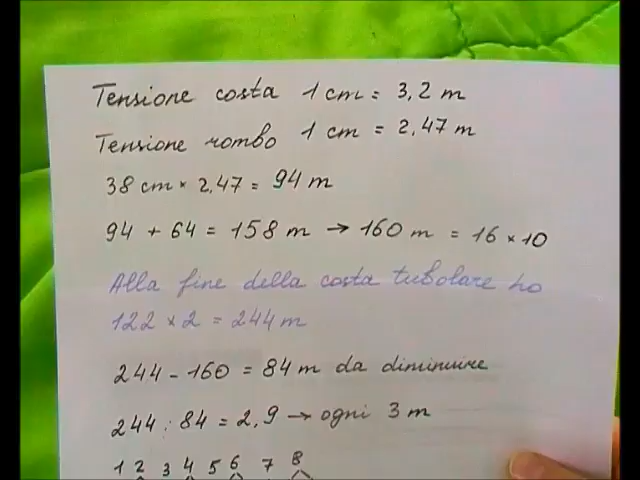 Tensione costa 1 cm = 3,2 m
Tensione rombo 1 cm = 2,47 m
38 cm × 2,47 = 94 m
94 + 64 = 158 m → 160 m = 16 × 10
Alla fine della costa tubolare ho
122 × 2 = 244 m
244 - 160 = 84 m da diminuire
244 : 84 = 2,9 → ogni 3 m
1 2 3 4 5 6 7 8